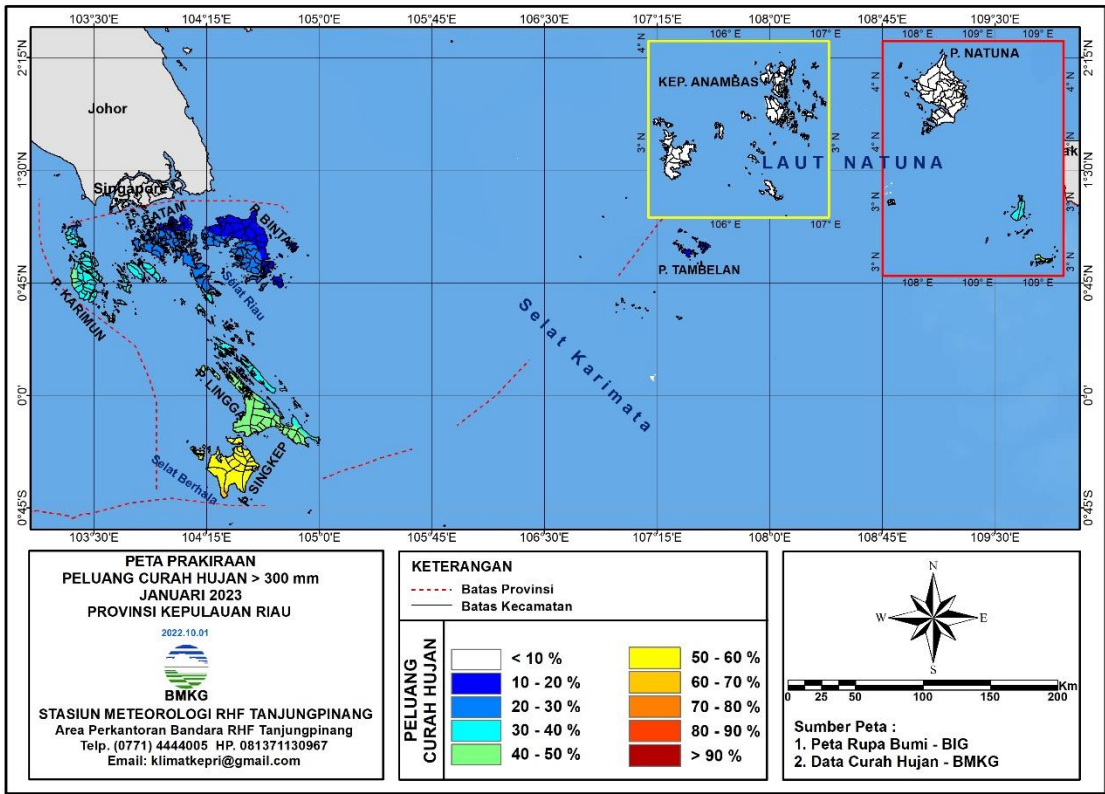 2°15'N
1°30'N
0°45'N
0°0'
0°45'S
103°30'E
104°15'E
105°0'E
105°45'E
106°30'E
107°15'E
108°0'E
108°45'E
109°30'E
Johor
Singapore
P. BATAM
P. BINTAN
P. KARIMUN
Selat Riau
P. LINGGA
P. SINGKEP
Selat Berhala
Selat Karimata
P. TAMBELAN
LAUT NATUNA
106° E
107° E
4° N
3° N
KEP. ANAMBAS
3° N
106° E
107° E
108° E
109° E
109° E
P. NATUNA
4° N
4° N
3° N
3° N
4° N
4° N
3° N
3° N
ak
108° E
109° E
109° E
103°30'E
104°15'E
105°0'E
105°45'E
106°30'E
107°15'E
108°0'E
108°45'E
109°30'E
2°15'N
1°30'N
0°45'N
0°0'
0°45'S
PETA PRAKIRAAN
PELUANG CURAH HUJAN > 300 mm
JANUARI 2023
PROVINSI KEPULAUAN RIAU
2022.10.01
BMKG
STASIUN METEOROLOGI RHF TANJUNGPINANG
Area Perkantoran Bandara RHF Tanjungpinang
Telp. (0771) 4444005 HP. 081371130967
Email: klimatkepri@gmail.com
KETERANGAN
Batas Provinsi
Batas Kecamatan
PELUANG
CURAH HUJAN
< 10 %
10 - 20 %
20 - 30 %
30 - 40 %
40 - 50 %
50 - 60 %
60 - 70 %
70 - 80 %
80 - 90 %
> 90 %
N
W
E
S
Km
0 25 50 100 150 200
Sumber Peta :
1. Peta Rupa Bumi - BIG
2. Data Curah Hujan - BMKG